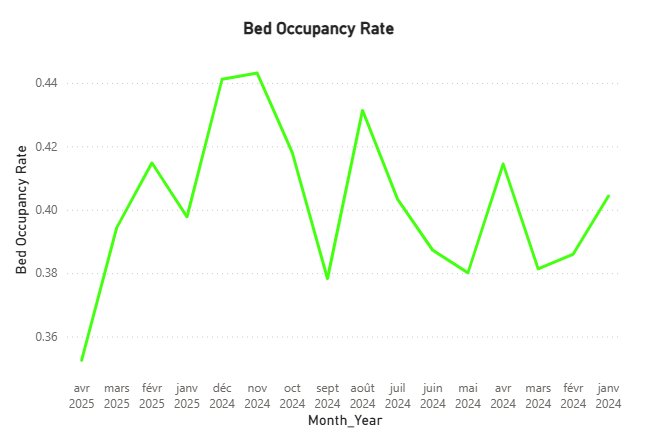 Bed Occupancy Rate
Bed Occupancy Rate
0.44
0.42
0.40
0.38
0.36
avr mars févr janv déc nov oct sept août juil juin mai avr mars févr janv
2025 2025 2025 2025 2024 2024 2024 2024 2024 2024 2024 2024 2024 2024 2024 2024
Month_Year